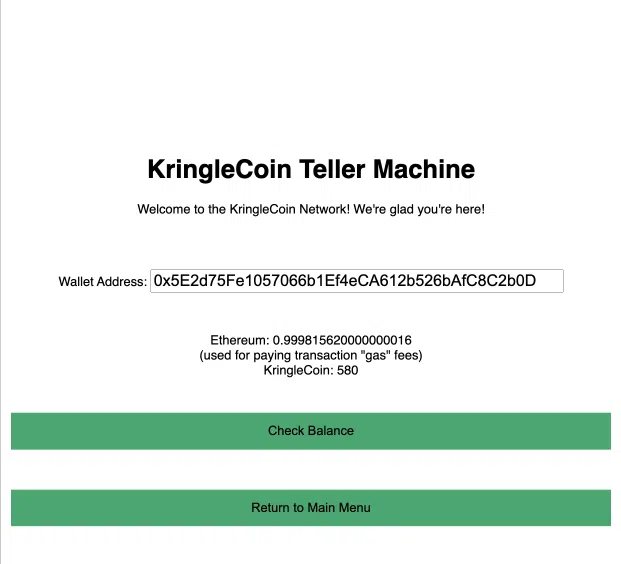 KringleCoin Teller Machine
Welcome to the KringleCoin Network! We're glad you're here!
Wallet Address: 0x5E2d75Fe1057066b1Ef4eCA612b526bAfC8C2b0D
Ethereum: 0.999815620000000016
(used for paying transaction "gas" fees)
KringleCoin: 580
Check Balance
Return to Main Menu